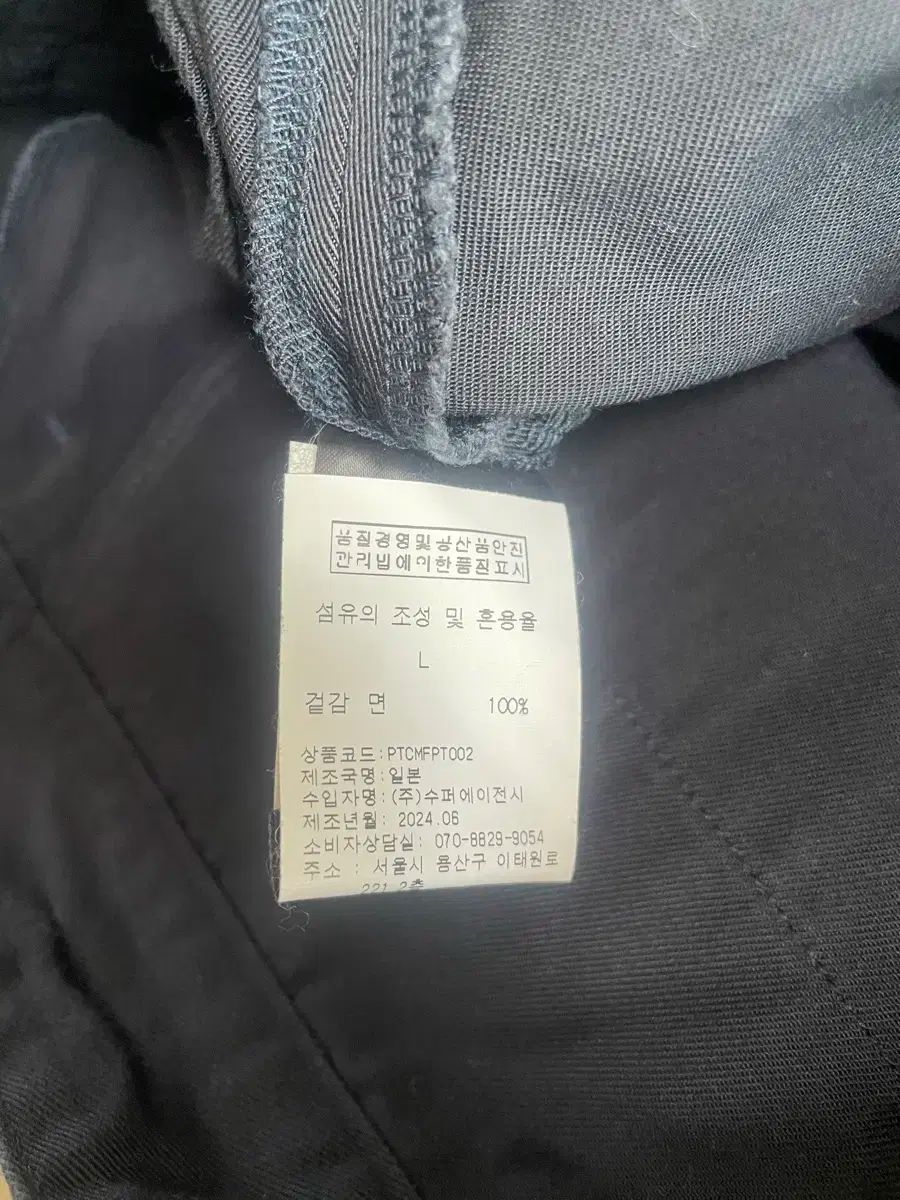 품질경영및공산품안전
관리법에의한품질표시
섬유의 조성 및 혼용율
L
겉감 면 100%
상품코드:PTCMFPT002
제조국명:일본
수입자명:(주)수퍼에이전시
제조년월: 2024.06
소비자상담실: 070-8829-9054
주소 : 서울시 용산구 이태원로
221 2층